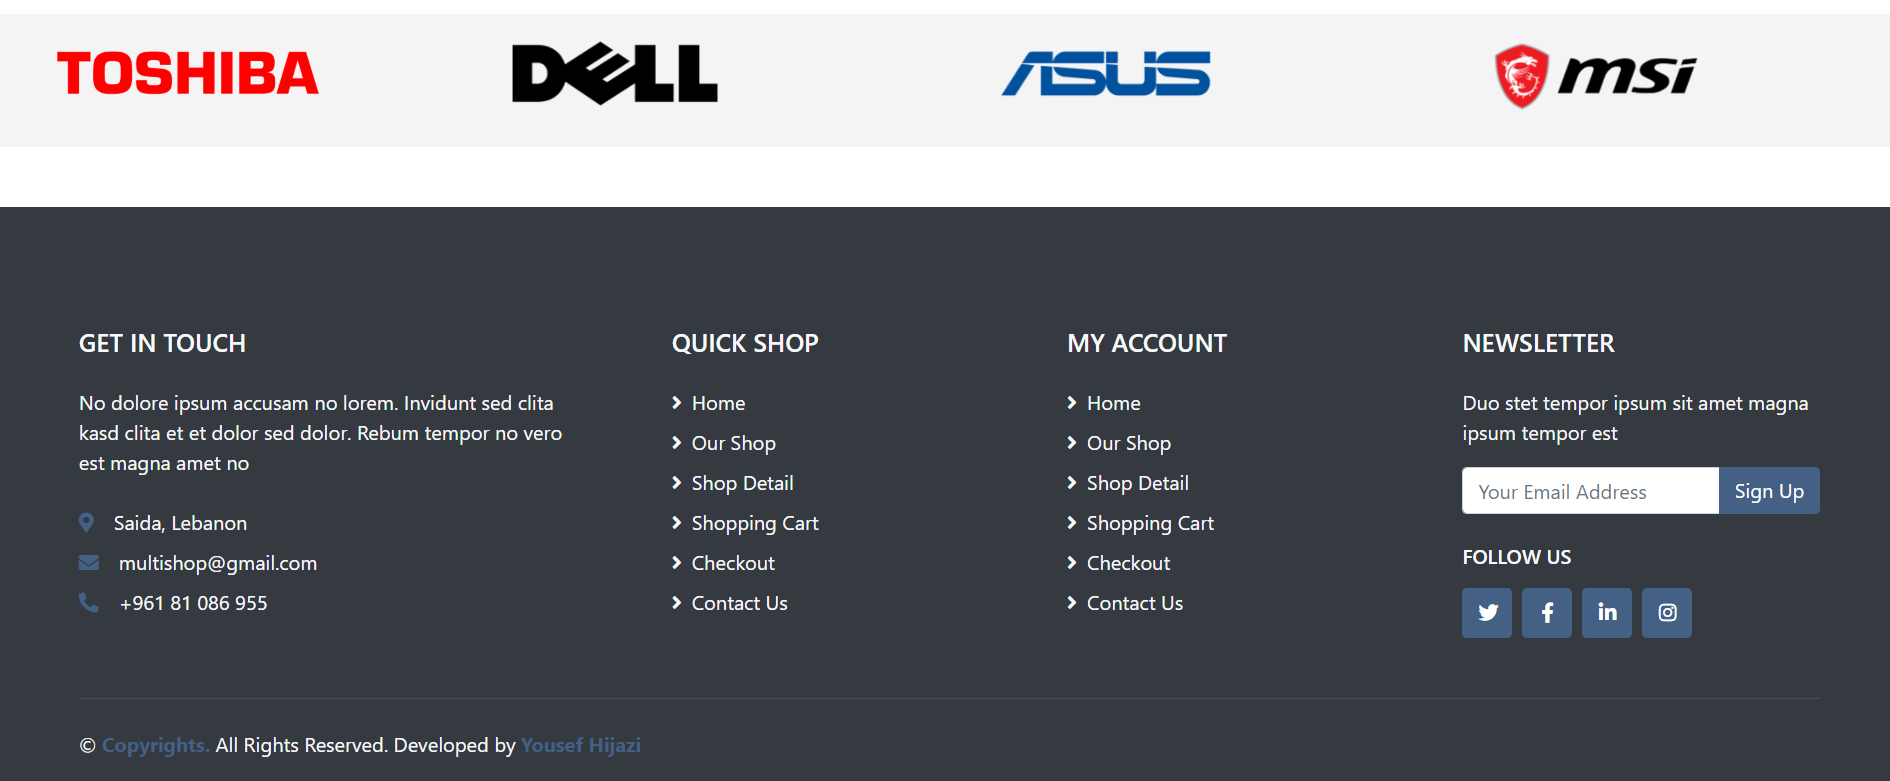 TOSHIBA
DELL
ASUS
msi
GET IN TOUCH
No dolore ipsum accusam no lorem. Invidunt sed clita
kasd clita et et dolor sed dolor. Rebum tempor no vero
est magna amet no
Saida, Lebanon
multishop@gmail.com
+961 81 086 955
QUICK SHOP
Home
Our Shop
Shop Detail
Shopping Cart
Checkout
Contact Us
MY ACCOUNT
Home
Our Shop
Shop Detail
Shopping Cart
Checkout
Contact Us
NEWSLETTER
Duo stet tempor ipsum sit amet magna
ipsum tempor est
Your Email Address
Sign Up
FOLLOW US
© Copyrights. All Rights Reserved. Developed by Yousef Hijazi